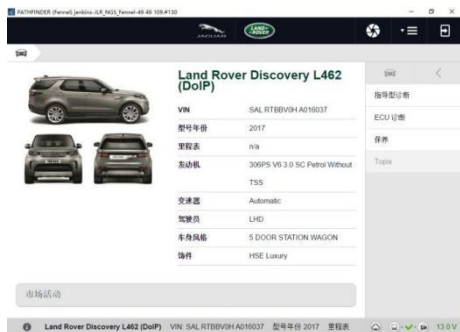 PATHFINDER (Fennel) jenkins-JLR_NGS_Fennel-49 49 109.#130
JAGUAR
LAND-ROVER
Land Rover Discovery L462
(DoIP)
VIN SAL RTBBV0H A016037
型号年份 2017
里程表 n/a
发动机 306PS V6 3.0 SC Petrol Without
TSS
变速器 Automatic
驾驶员 LHD
车身风格 5 DOOR STATION WAGON
饰件 HSE Luxury
指导型诊断
ECU 诊断
保养
Topix
市场活动
Land Rover Discovery L462 (DoIP) VIN SAL RTBBV0H A016037 型号年份 2017 里程表
13.0 V